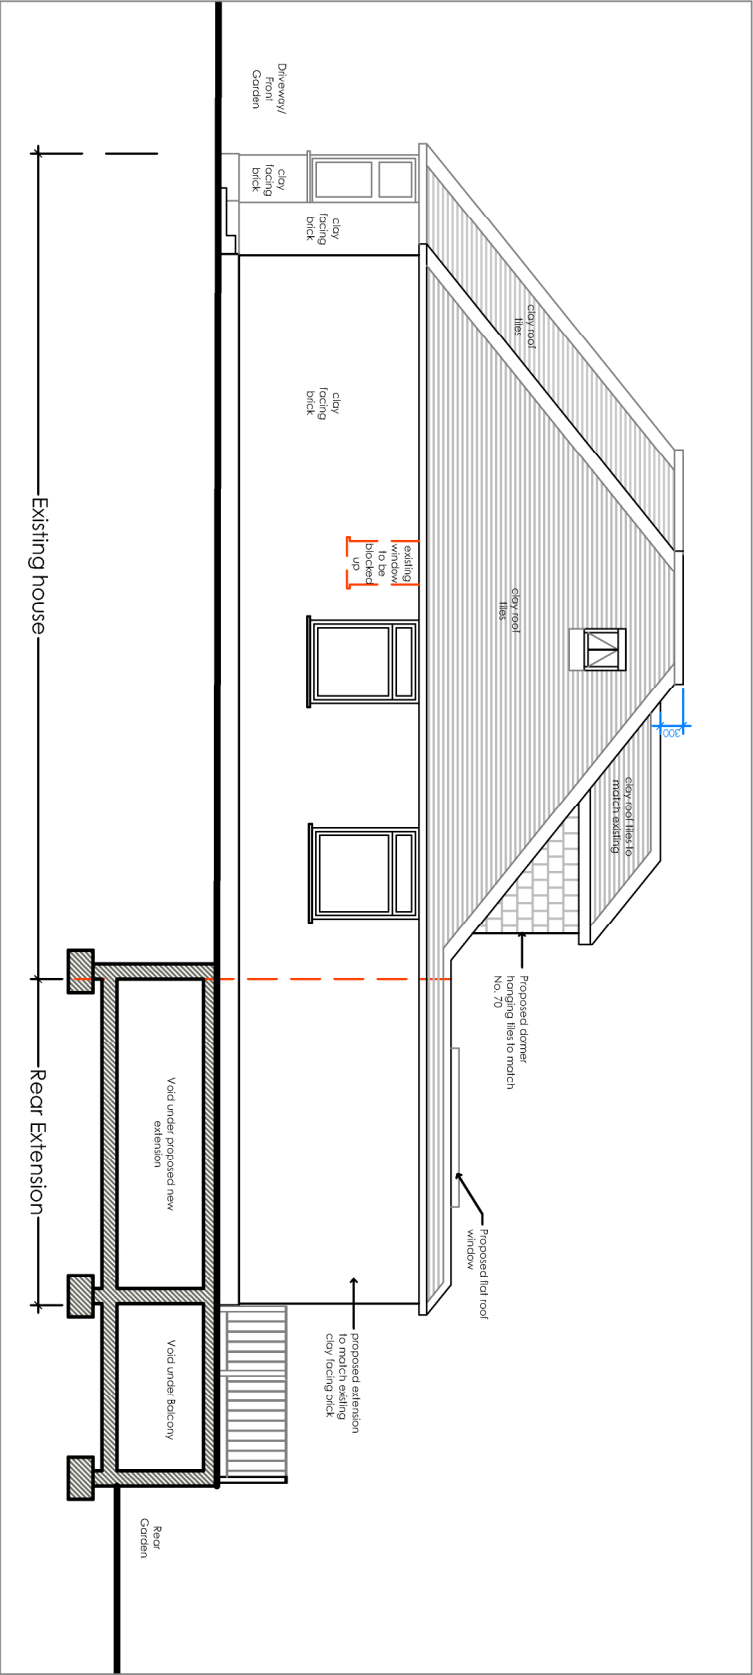 Driveway/
Front
Garden
clay
facing
brick
clay
facing
brick
clay
facing
brick
clay roof
tiles
clay roof
tiles
existing
window
to be
blocked
up
300
clay roof tiles to
match existing
Proposed dormer
hanging tiles to match
No. 70
Proposed flat roof
window
proposed extension
to match existing
clay facing brick
Void under proposed new
extension
Void under Balcony
Rear
Garden
Existing house
Rear Extension